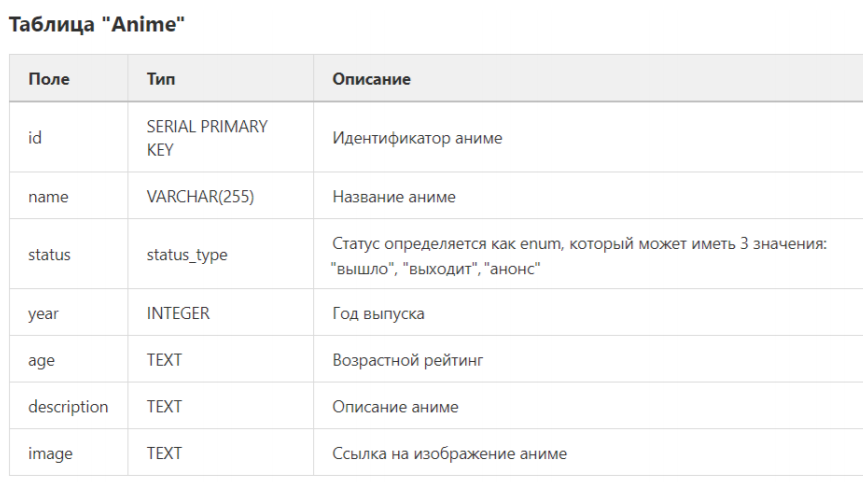 Таблица "Anime"
Поле Тип Описание
id SERIAL PRIMARY KEY Идентификатор аниме
name VARCHAR(255) Название аниме
status status_type Статус определяется как enum, который может иметь 3 значения:
"вышло", "выходит", "анонс"
year INTEGER Год выпуска
age TEXT Возрастной рейтинг
description TEXT Описание аниме
image TEXT Ссылка на изображение аниме